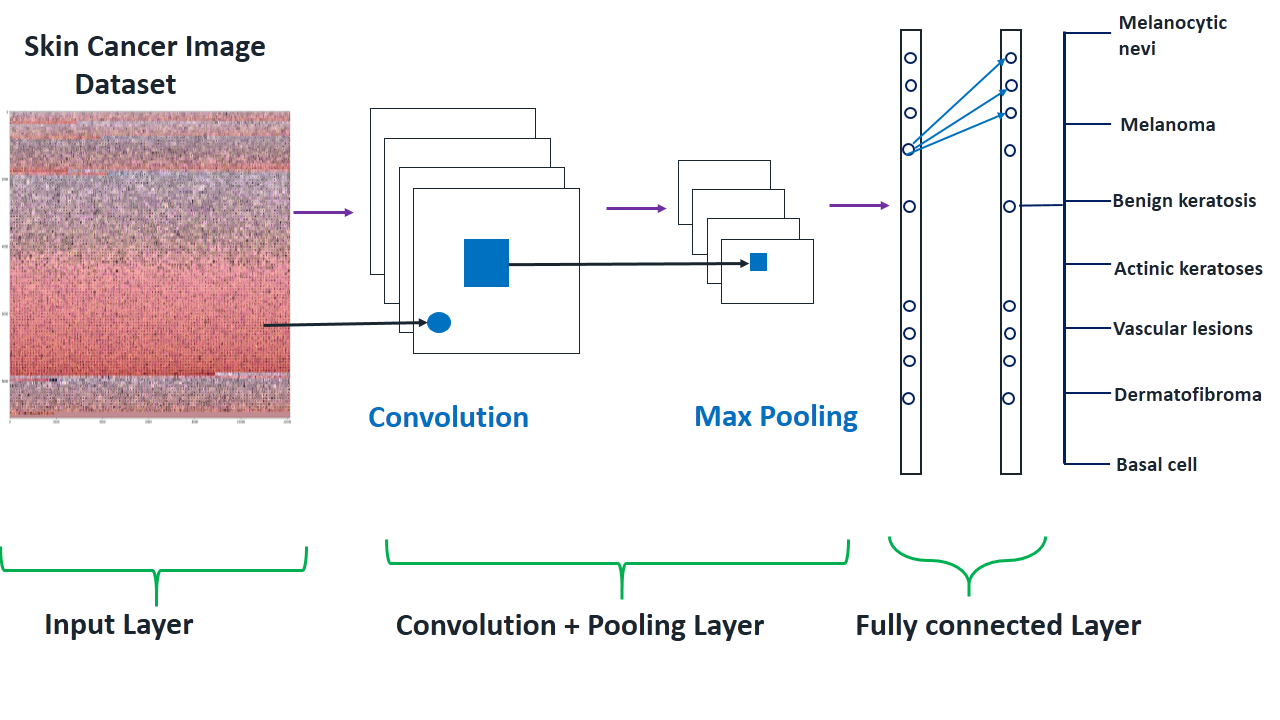 Skin Cancer Image
Dataset
Convolution
Max Pooling
Melanocytic
nevi
Melanoma
Benign keratosis
Actinic keratoses
Vascular lesions
Dermatofibroma
Basal cell
Input Layer
Convolution + Pooling Layer
Fully connected Layer